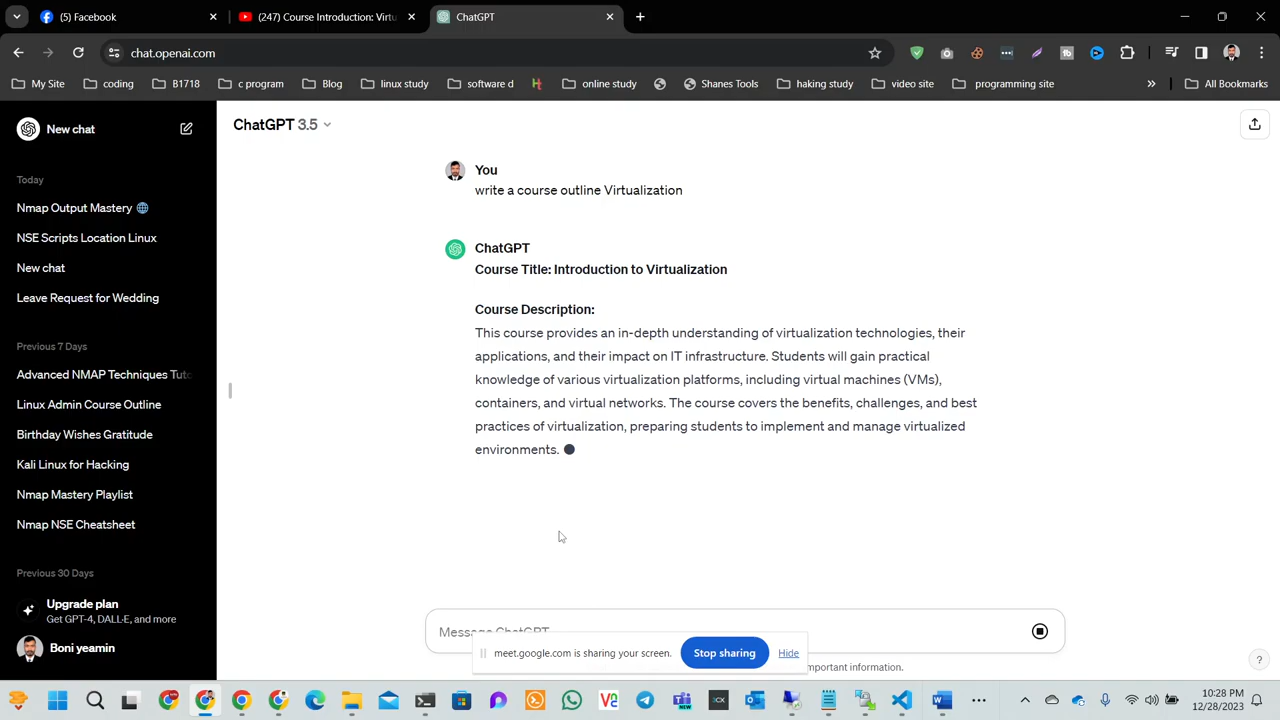 (5) Facebook
(247) Course Introduction: Virtu
ChatGPT
chat.openai.com
My Site
coding
B1718
c program
Blog
linux study
software d
online study
Shanes Tools
haking study
video site
programming site
All Bookmarks
New chat
ChatGPT 3.5
Today
Nmap Output Mastery
NSE Scripts Location Linux
New chat
Leave Request for Wedding
Previous 7 Days
Advanced NMAP Techniques Tuto
Linux Admin Course Outline
Birthday Wishes Gratitude
Kali Linux for Hacking
Nmap Mastery Playlist
Nmap NSE Cheatsheet
Previous 30 Days
Upgrade plan
Get GPT-4, DALL·E, and more
Boni yeamin
You
write a course outline Virtualization
ChatGPT
Course Title: Introduction to Virtualization
Course Description:
This course provides an in-depth understanding of virtualization technologies, their
applications, and their impact on IT infrastructure. Students will gain practical
knowledge of various virtualization platforms, including virtual machines (VMs),
containers, and virtual networks. The course covers the benefits, challenges, and best
practices of virtualization, preparing students to implement and manage virtualized
environments.
Message ChatGPT
meet.google.com is sharing your screen.
Stop sharing
Hide
mportant information.
?
10:28 PM
12/28/2023